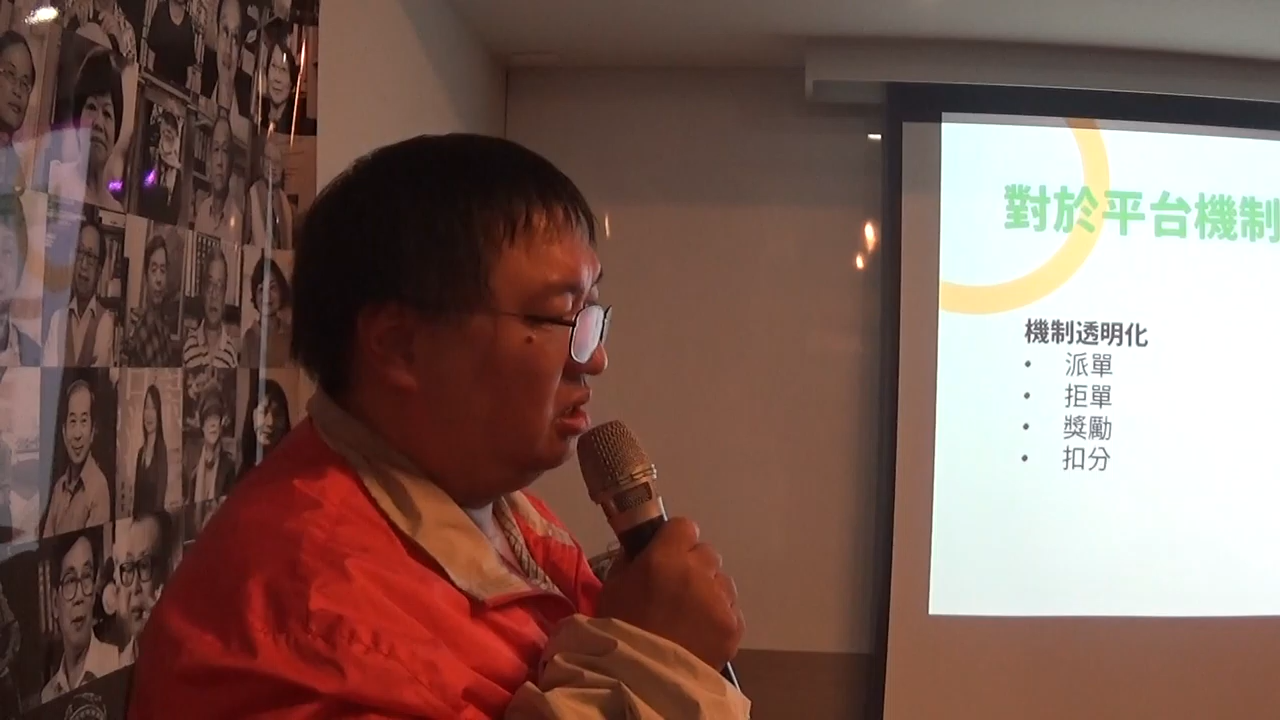 對於平台機制
機制透明化
• 派單
• 拒單
• 獎勵
• 扣分